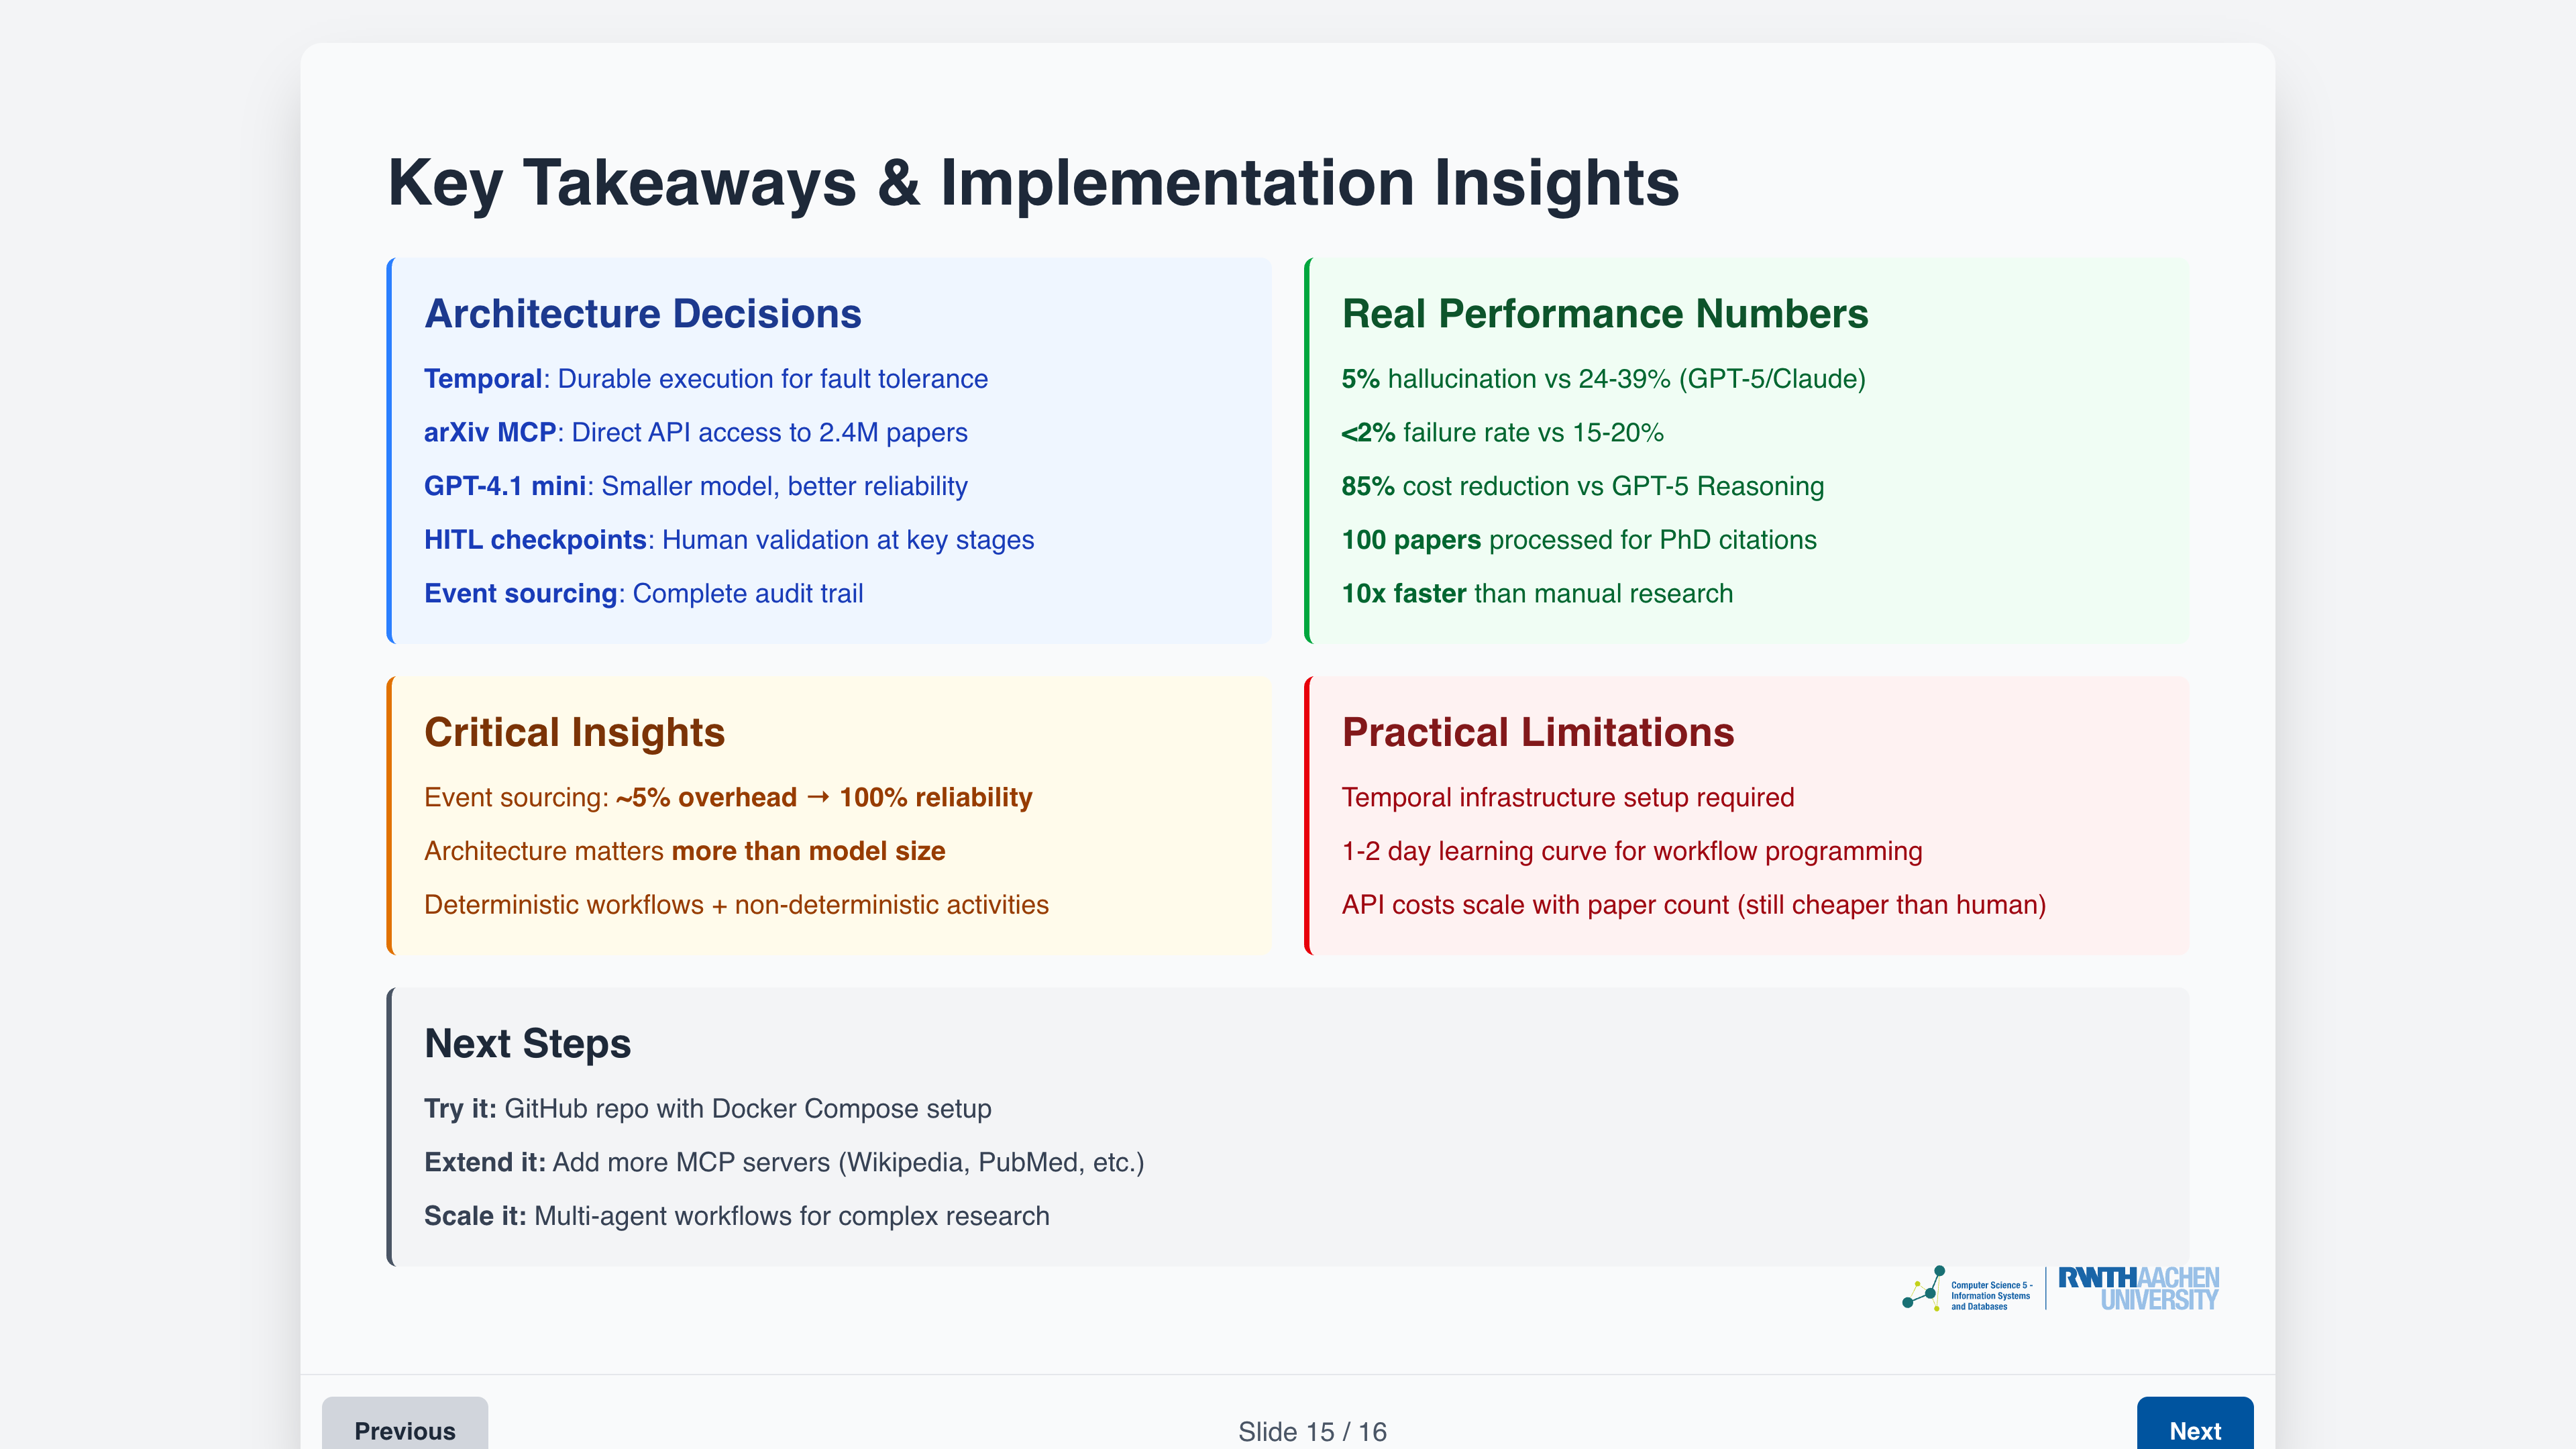 Key Takeaways & Implementation Insights
Architecture Decisions
Temporal: Durable execution for fault tolerance
arXiv MCP: Direct API access to 2.4M papers
GPT-4.1 mini: Smaller model, better reliability
HITL checkpoints: Human validation at key stages
Event sourcing: Complete audit trail
Real Performance Numbers
5% hallucination vs 24-39% (GPT-5/Claude)
<2% failure rate vs 15-20%
85% cost reduction vs GPT-5 Reasoning
100 papers processed for PhD citations
10x faster than manual research
Critical Insights
Event sourcing: ~5% overhead → 100% reliability
Architecture matters more than model size
Deterministic workflows + non-deterministic activities
Practical Limitations
Temporal infrastructure setup required
1-2 day learning curve for workflow programming
API costs scale with paper count (still cheaper than human)
Next Steps
Try it: GitHub repo with Docker Compose setup
Extend it: Add more MCP servers (Wikipedia, PubMed, etc.)
Scale it: Multi-agent workflows for complex research
Computer Science 5 -
Information Systems
and Databases
RWTHAACHEN
UNIVERSITY
Previous
Slide 15 / 16
Next